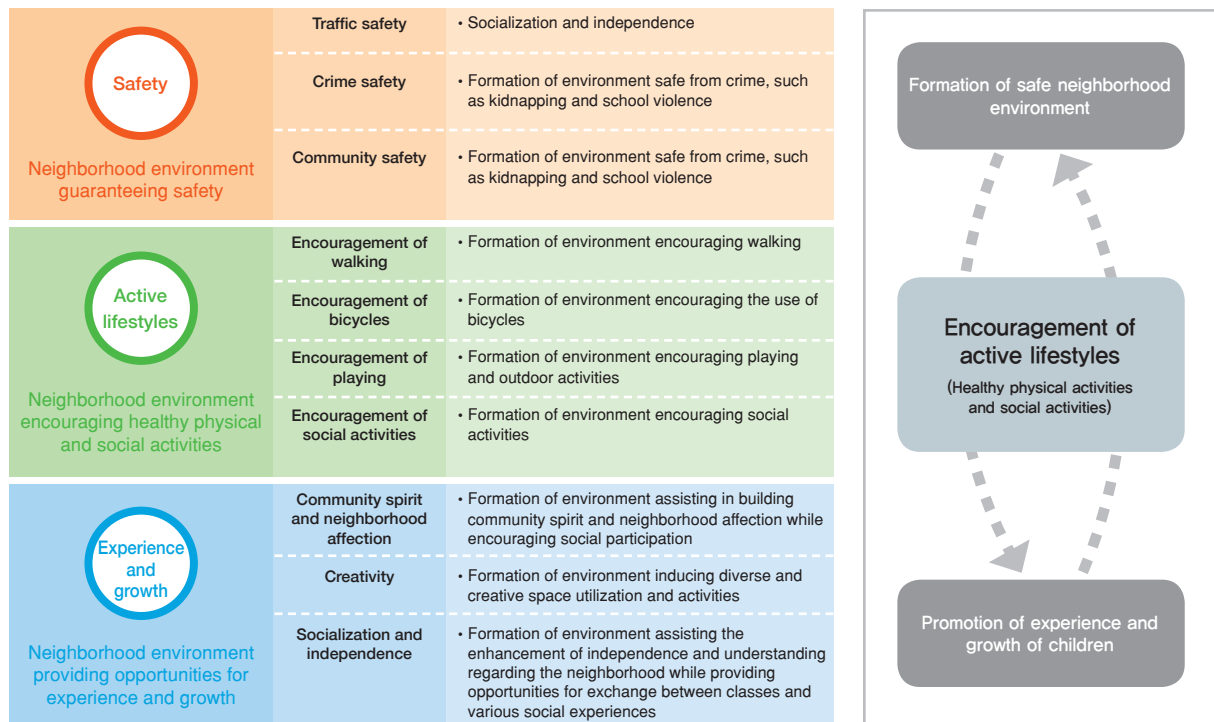 Safety
Neighborhood environment
guaranteeing safety
Traffic safety
• Socialization and independence
Crime safety
• Formation of environment safe from crime, such
as kidnapping and school violence
Community safety
• Formation of environment safe from crime, such
as kidnapping and school violence
Active
lifestyles
Neighborhood environment
encouraging healthy physical
and social activities
Encouragement of
walking
• Formation of environment encouraging walking
Encouragement of
bicycles
• Formation of environment encouraging the use of
bicycles
Encouragement of
playing
• Formation of environment encouraging playing
and outdoor activities
Encouragement of
social activities
• Formation of environment encouraging social
activities
Experience
and
growth
Neighborhood environment
providing opportunities for
experience and growth
Community spirit
and neighborhood
affection
• Formation of environment assisting in building
community spirit and neighborhood affection while
encouraging social participation
Creativity
• Formation of environment inducing diverse and
creative space utilization and activities
Socialization and
independence
• Formation of environment assisting the
enhancement of independence and understanding
regarding the neighborhood while providing
opportunities for exchange between classes and
various social experiences
Formation of safe neighborhood
environment
Encouragement of
active lifestyles
(Healthy physical activities
and social activities)
Promotion of experience and
growth of children